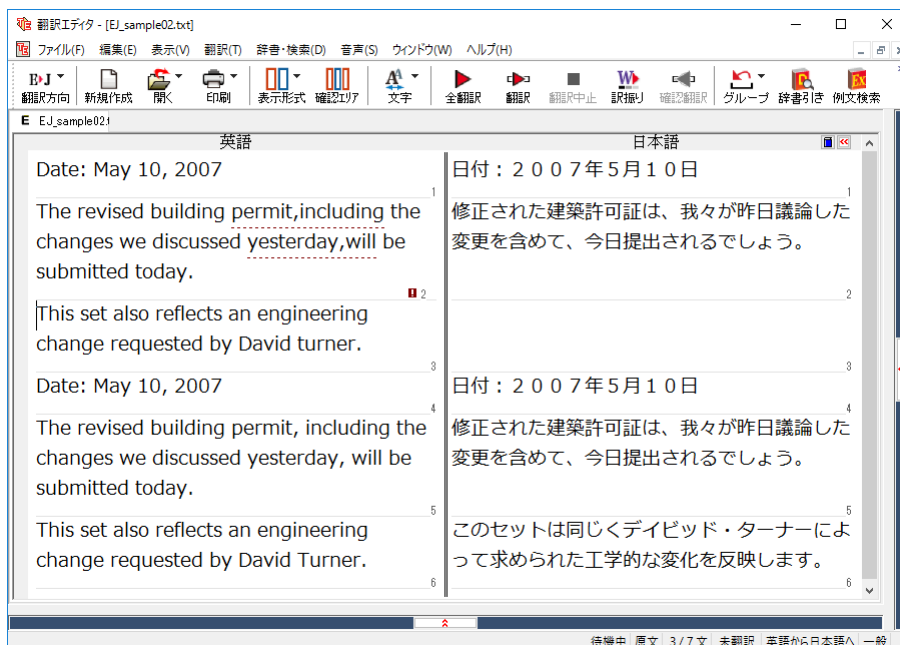 翻訳エディタ - [EJ_sample02.txt]
ファイル(F) 編集(E) 表示(V) 翻訳(T) 辞書・検索(D) 音声(S) ウィンドウ(W) ヘルプ(H)
翻訳方向 新規作成 開く 印刷 表示形式 確認エリア 文字 全翻訳 翻訳 翻訳中止 訳振り 確認翻訳 グループ 辞書引き 例文検索
E EJ_sample02.t
英語 日本語
Date: May 10, 2007
1
日付：２００７年５月１０日
1
The revised building permit,including the
changes we discussed yesterday,will be
submitted today.
2
修正された建築許可証は、我々が昨日議論した
変更を含めて、今日提出されるでしょう。
2
This set also reflects an engineering
change requested by David turner.
3
3
Date: May 10, 2007
4
日付：２００７年５月１０日
4
The revised building permit, including the
changes we discussed yesterday, will be
submitted today.
5
修正された建築許可証は、我々が昨日議論した
変更を含めて、今日提出されるでしょう。
5
This set also reflects an engineering
change requested by David Turner.
6
このセットは同じくデイビッド・ターナーによ
って求められた工学的な変化を反映します。
6
待機中 原文 3/7文 未翻訳 英語から日本語へ 一般